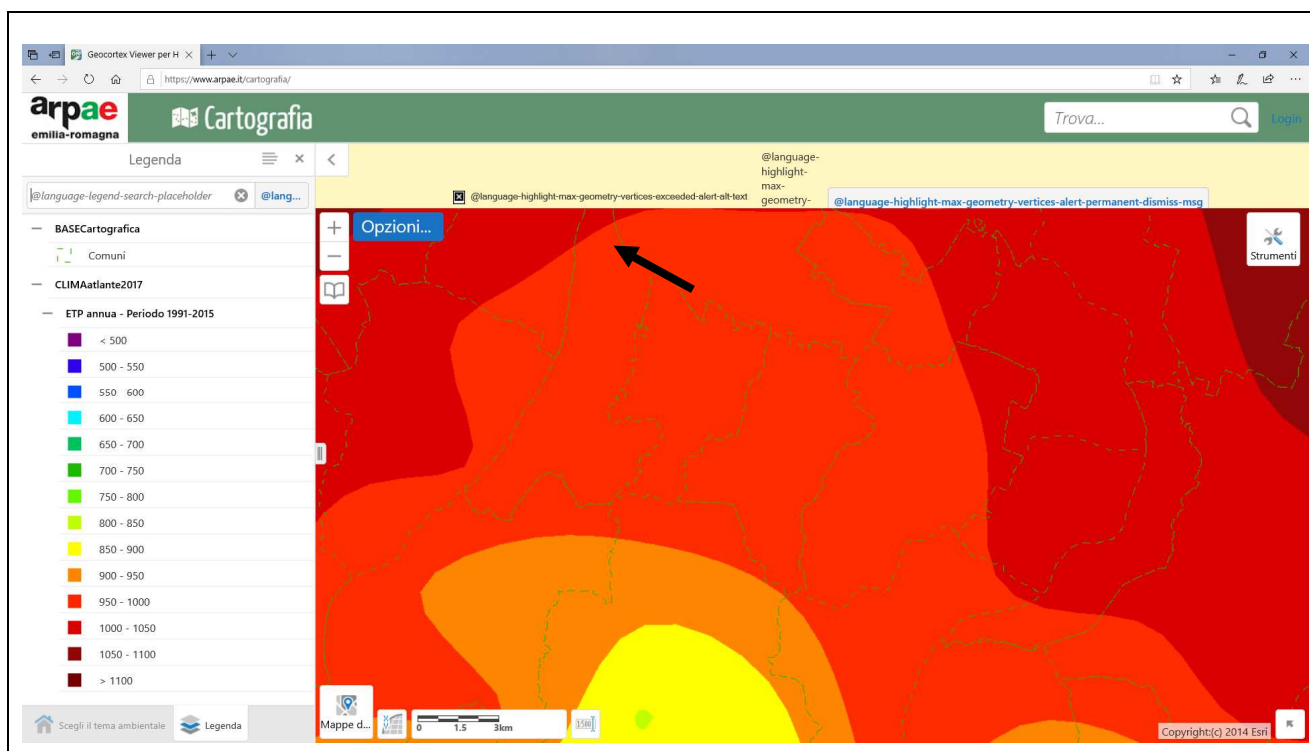 Geocortex Viewer per H
https://www.arpae.it/cartografia/
arpae
emilia-romagna
Cartografia
Trova...
Login
Legenda
@language-legend-search-placeholder
@lang...
@language-highlight-max-geometry-vertices-exceeded-alert-alt-text
@language-
highlight-
max-
geometry-
@language-highlight-max-geometry-vertices-alert-permanent-dismiss-msg
BASECartografica
Comuni
CLIMAatlante2017
ETP annua - Periodo 1991-2015
< 500
500 - 550
550 600
600 - 650
650 - 700
700 - 750
750 - 800
800 - 850
850 - 900
900 - 950
950 - 1000
1000 - 1050
1050 - 1100
> 1100
Opzioni...
Strumenti
Scegli il tema ambientale
Legenda
Mappe d...
0 1.5 3km
Copyright:(c) 2014 Esri